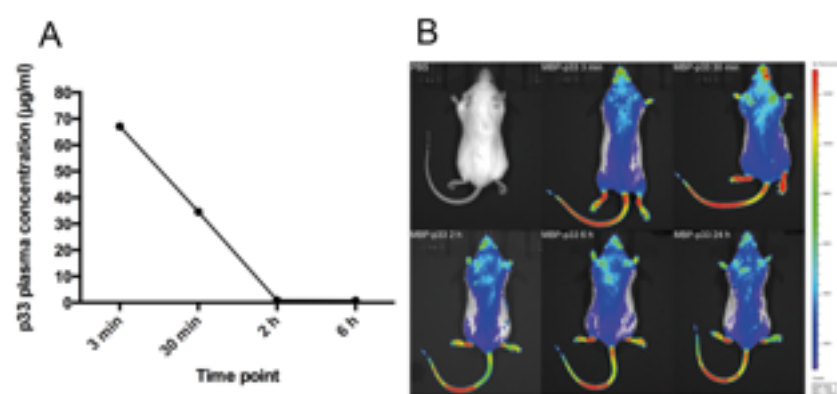 A
B
p33 plasma concentration (µg/ml)
80
70
60
50
40
30
20
10
0
3 min
30 min
2 h
6 h
Time point
PBS
MBP-p33 3 min
MBP-p33 30 min
MBP-p33 2 h
MBP-p33 6 h
MBP-p33 24 h